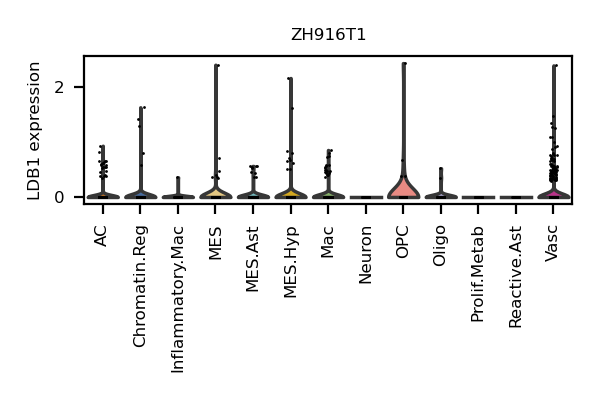 ZH916T1
LDB1 expression
2
0
AC
Chromatin.Reg
Inflammatory.Mac
MES
MES.Ast
MES.Hyp
Mac
Neuron
OPC
Oligo
Prolif.Metab
Reactive.Ast
Vasc